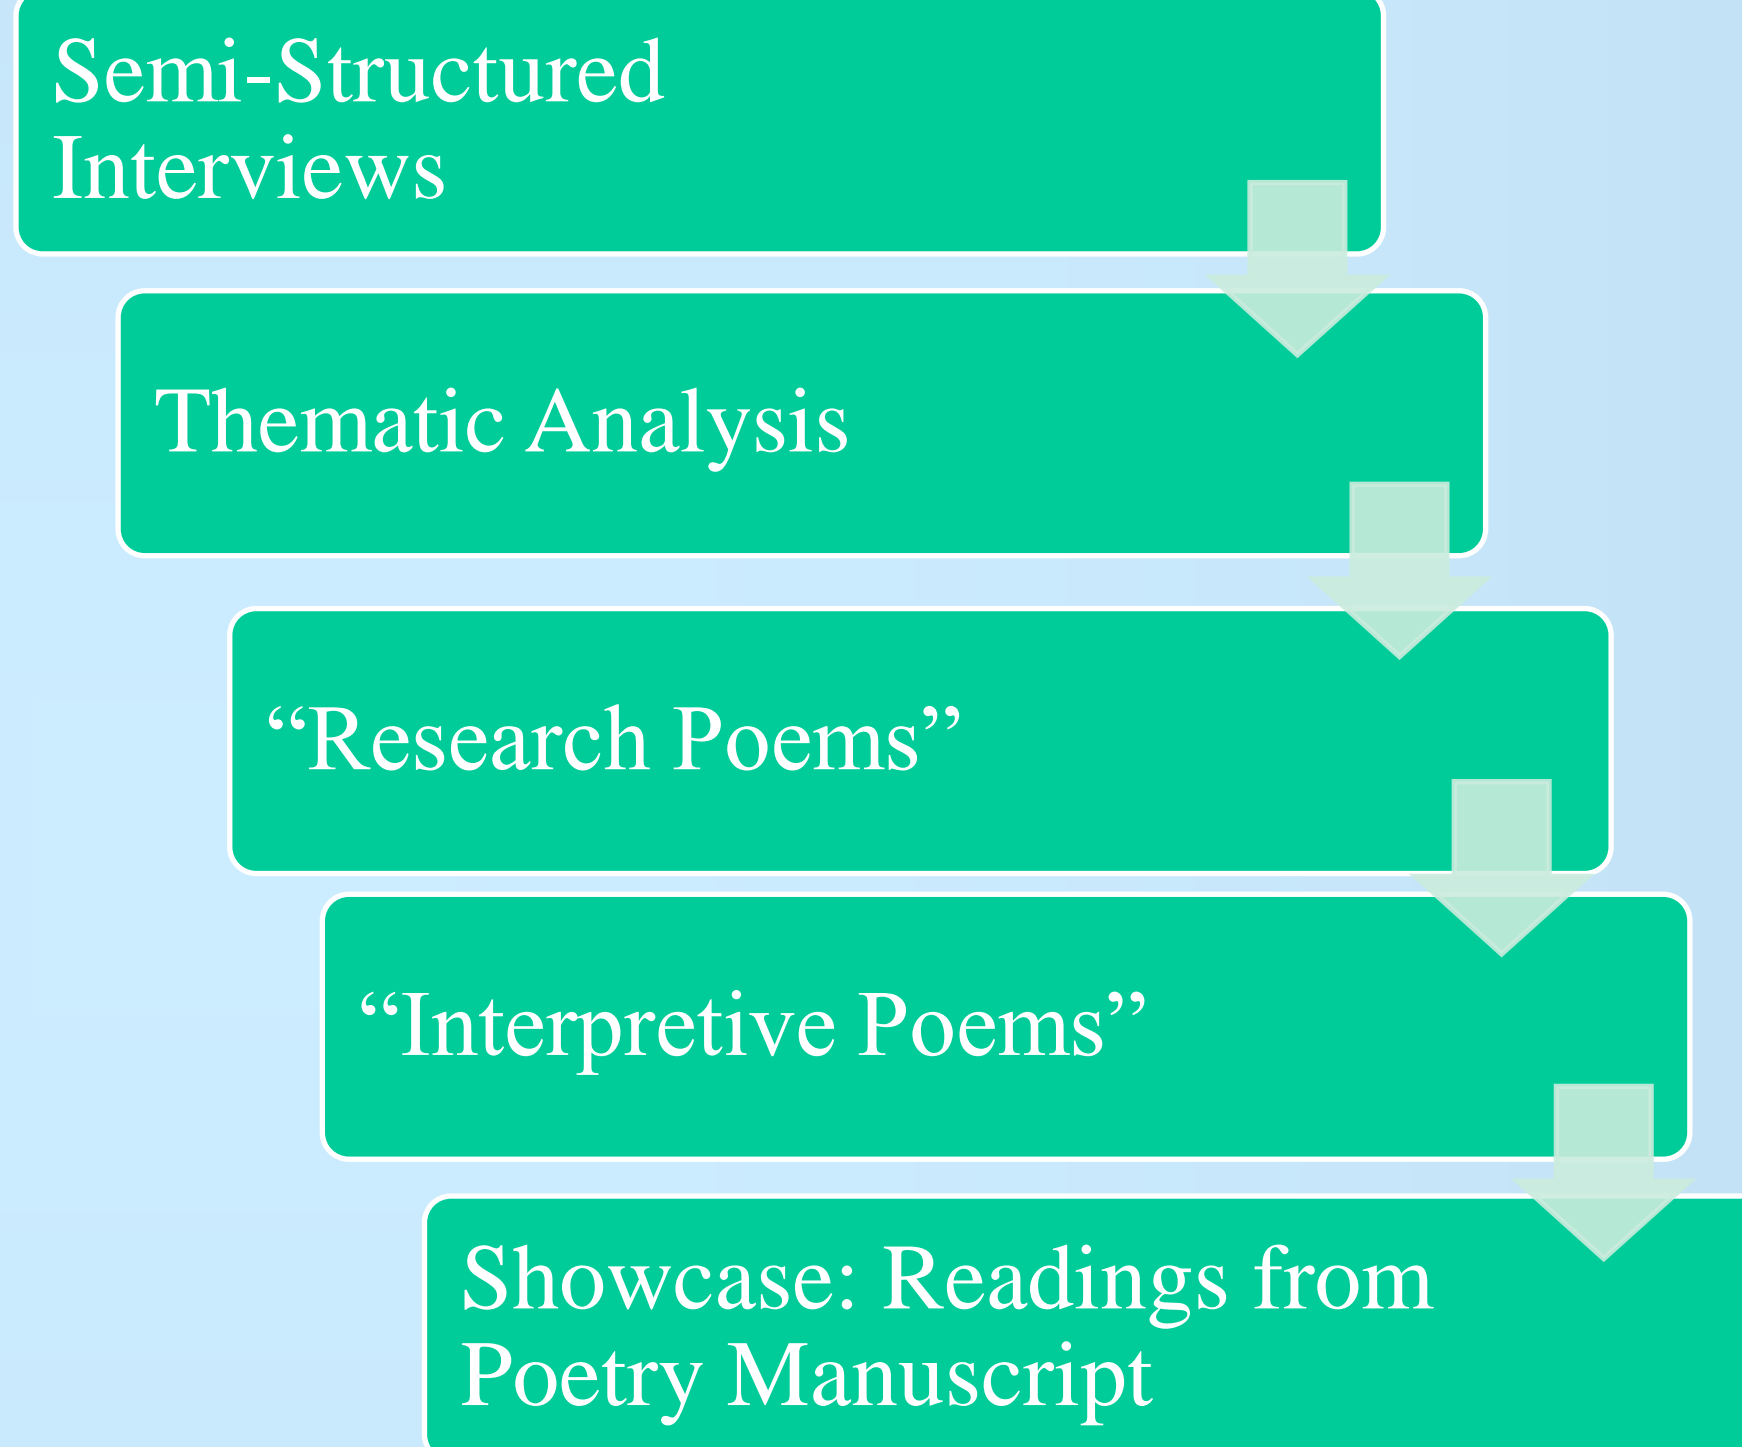 Semi-Structured
Interviews
Thematic Analysis
“Research Poems”
“Interpretive Poems”
Showcase: Readings from
Poetry Manuscript